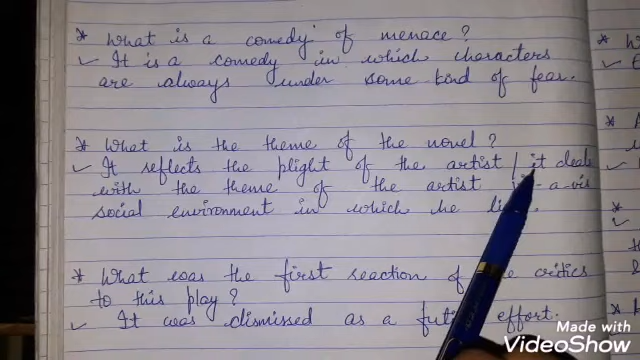 * What is a comedy of menace?
✓ It is a comedy in which characters
are always under some kind of fear.
* What is the theme of the novel?
✓ It reflects the plight of the artist / it deals
with the theme of the artist vis-a-vis
social environment in which he
* What was the first reaction of the critics
to this play?
✓ It was dismissed as a effort.
Made with
VideoShow